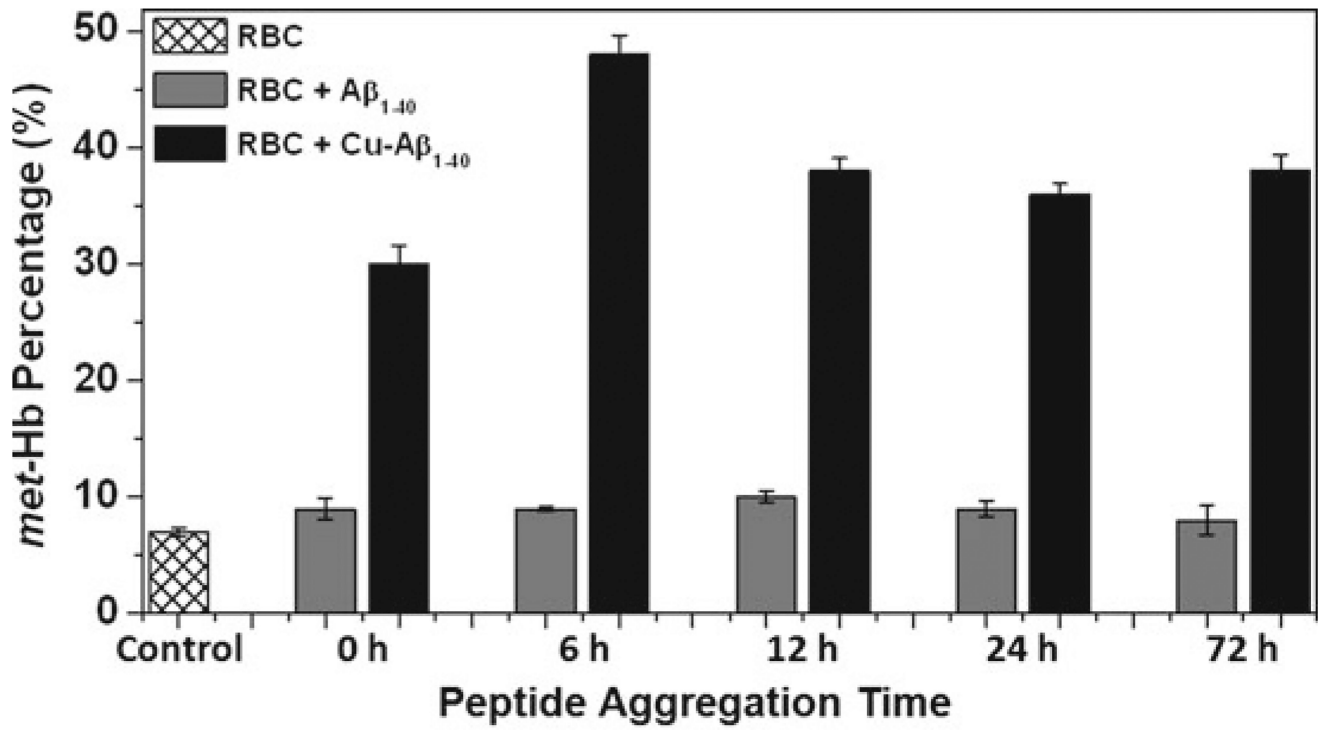 met-Hb Percentage (%)
50
40
30
20
10
0
RBC
RBC + Aβ₁₋₄₀
RBC + Cu-Aβ₁₋₄₀
Control 0 h 6 h 12 h 24 h 72 h
Peptide Aggregation Time